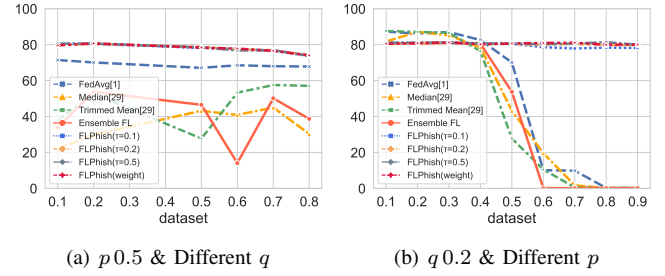 100
80
60
40
20
0
FedAvg[1]
Median[29]
Trimmed Mean[29]
Ensemble FL
FLPhish(τ=0.1)
FLPhish(τ=0.2)
FLPhish(τ=0.5)
FLPhish(weight)
0.1 0.2 0.3 0.4 0.5 0.6 0.7 0.8
dataset
(a) p 0.5 & Different q
100
80
60
40
20
0
FedAvg[1]
Median[29]
Trimmed Mean[29]
Ensemble FL
FLPhish(τ=0.1)
FLPhish(τ=0.2)
FLPhish(τ=0.5)
FLPhish(weight)
0.1 0.2 0.3 0.4 0.5 0.6 0.7 0.8 0.9
dataset
(b) q 0.2 & Different p